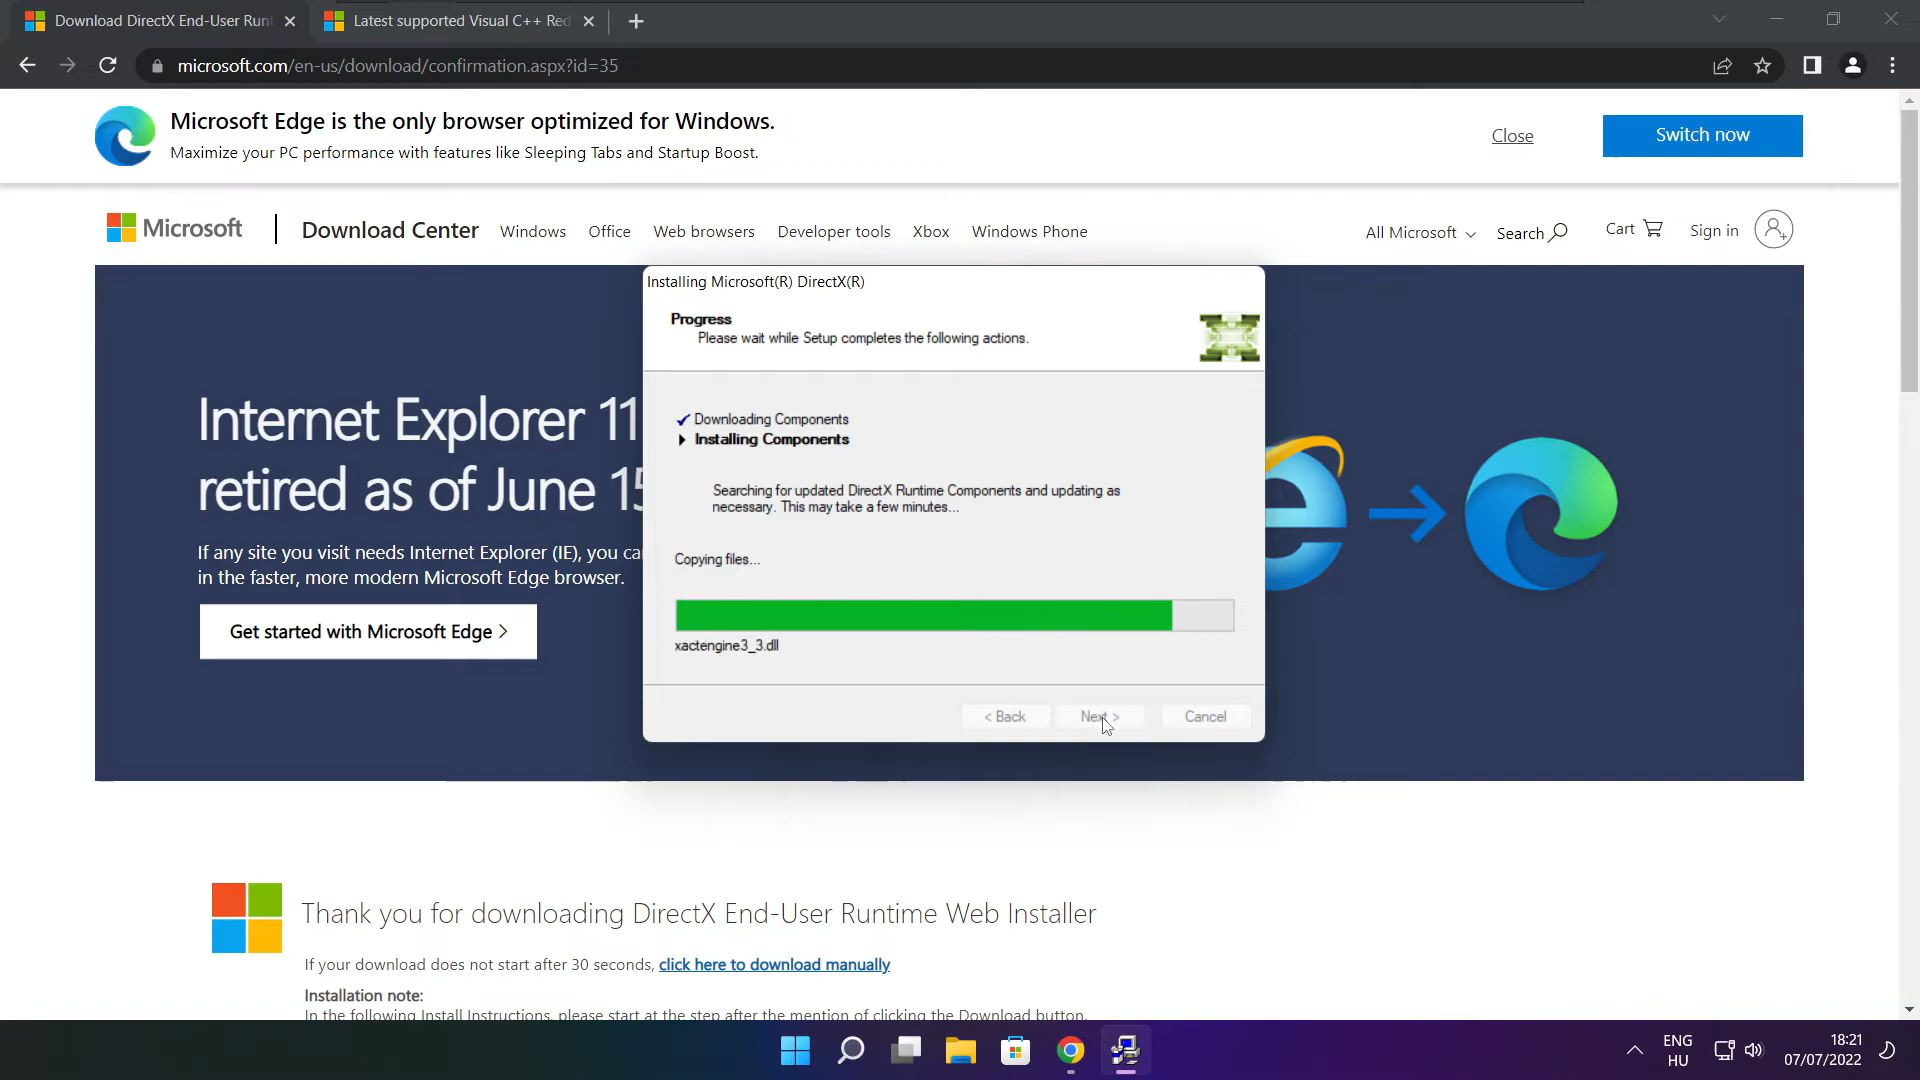 Download DirectX End-User Runt
Latest supported Visual C++ Red
microsoft.com/en-us/download/confirmation.aspx?id=35
Microsoft Edge is the only browser optimized for Windows.
Maximize your PC performance with features like Sleeping Tabs and Startup Boost.
Close
Switch now
Microsoft
Download Center
Windows
Office
Web browsers
Developer tools
Xbox
Windows Phone
All Microsoft
Search
Cart
Sign in
Installing Microsoft(R) DirectX(R)
Progress
Please wait while Setup completes the following actions.
Downloading Components
Installing Components
Searching for updated DirectX Runtime Components and updating as
necessary. This may take a few minutes...
Copying files...
xactengine3_3.dll
< Back
Next >
Cancel
Internet Explorer 11
retired as of June 15
If any site you visit needs Internet Explorer (IE), you ca
in the faster, more modern Microsoft Edge browser.
Get started with Microsoft Edge >
Thank you for downloading DirectX End-User Runtime Web Installer
If your download does not start after 30 seconds, click here to download manually
Installation note:
In the following Install Instructions, please start at the step after the mention of clicking the Download button.
ENG
HU
18:21
07/07/2022